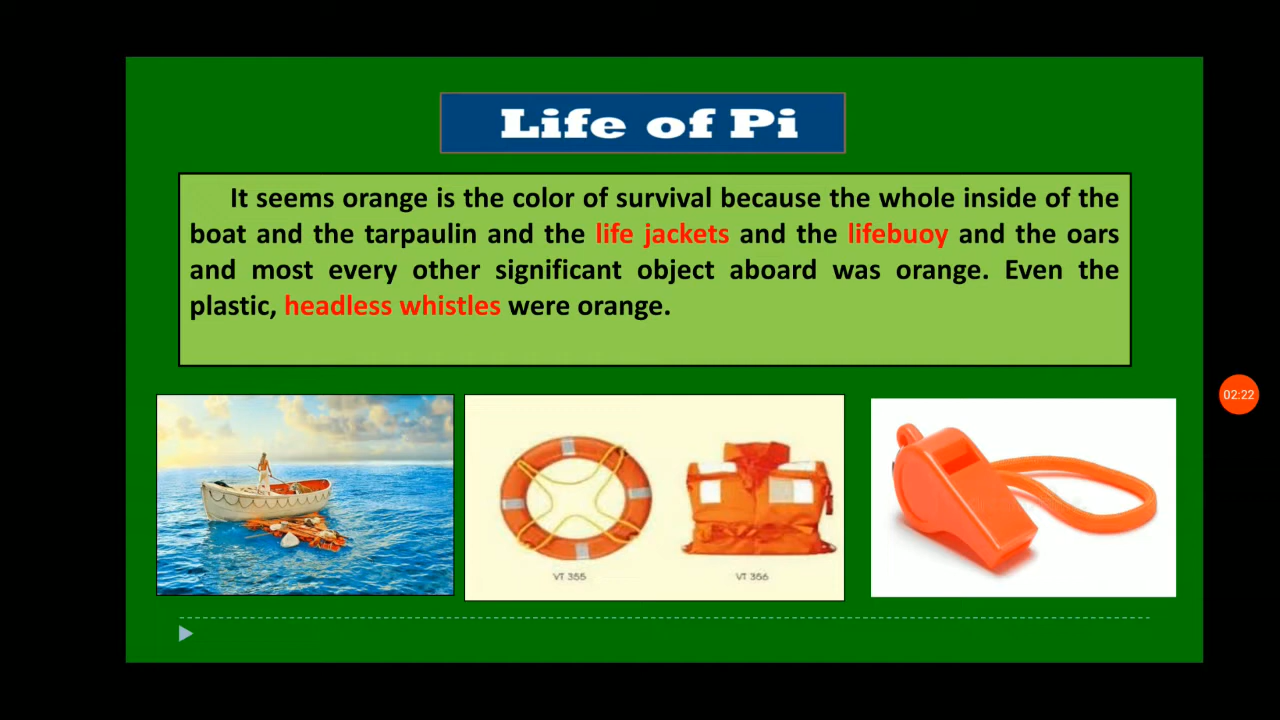 Life of Pi
It seems orange is the color of survival because the whole inside of the
boat and the tarpaulin and the life jackets and the lifebuoy and the oars
and most every other significant object aboard was orange. Even the
plastic, headless whistles were orange.
02:22
VT 355
VT 356